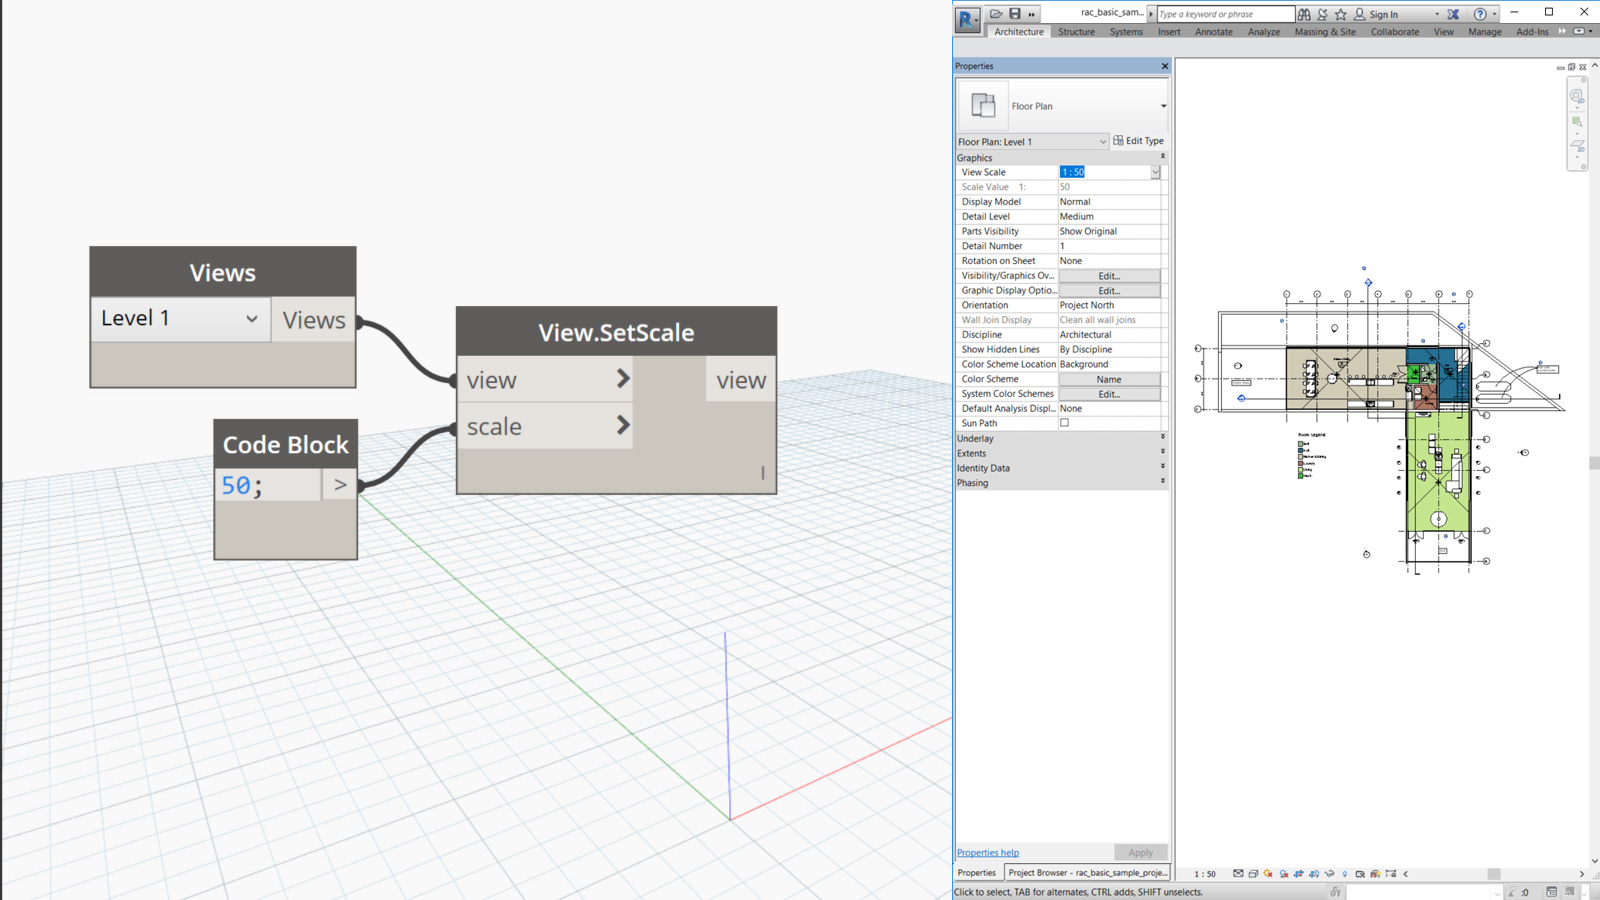 Views
Level 1
Views
Code Block
50;
>
View.SetScale
view
view
scale
rac_basic_sam...
Type a keyword or phrase
Sign In
Architecture
Structure
Systems
Insert
Annotate
Analyze
Massing & Site
Collaborate
View
Manage
Add-Ins
Properties
Floor Plan
Floor Plan: Level 1
Edit Type
Graphics
View Scale
1 : 50
Scale Value 1:
50
Display Model
Normal
Detail Level
Medium
Parts Visibility
Show Original
Detail Number
1
Rotation on Sheet
None
Visibility/Graphics Ov...
Edit...
Graphic Display Optio...
Edit...
Orientation
Project North
Wall Join Display
Clean all wall joins
Discipline
Architectural
Show Hidden Lines
By Discipline
Color Scheme Location
Background
Color Scheme
Name
System Color Schemes
Edit...
Default Analysis Displ...
None
Sun Path
Underlay
Extents
Identity Data
Phasing
Room Legend
Properties help
Apply
Properties
Project Browser - rac_basic_sample_proje...
1 : 50
Click to select, TAB for alternates, CTRL adds, SHIFT unselects.
:0